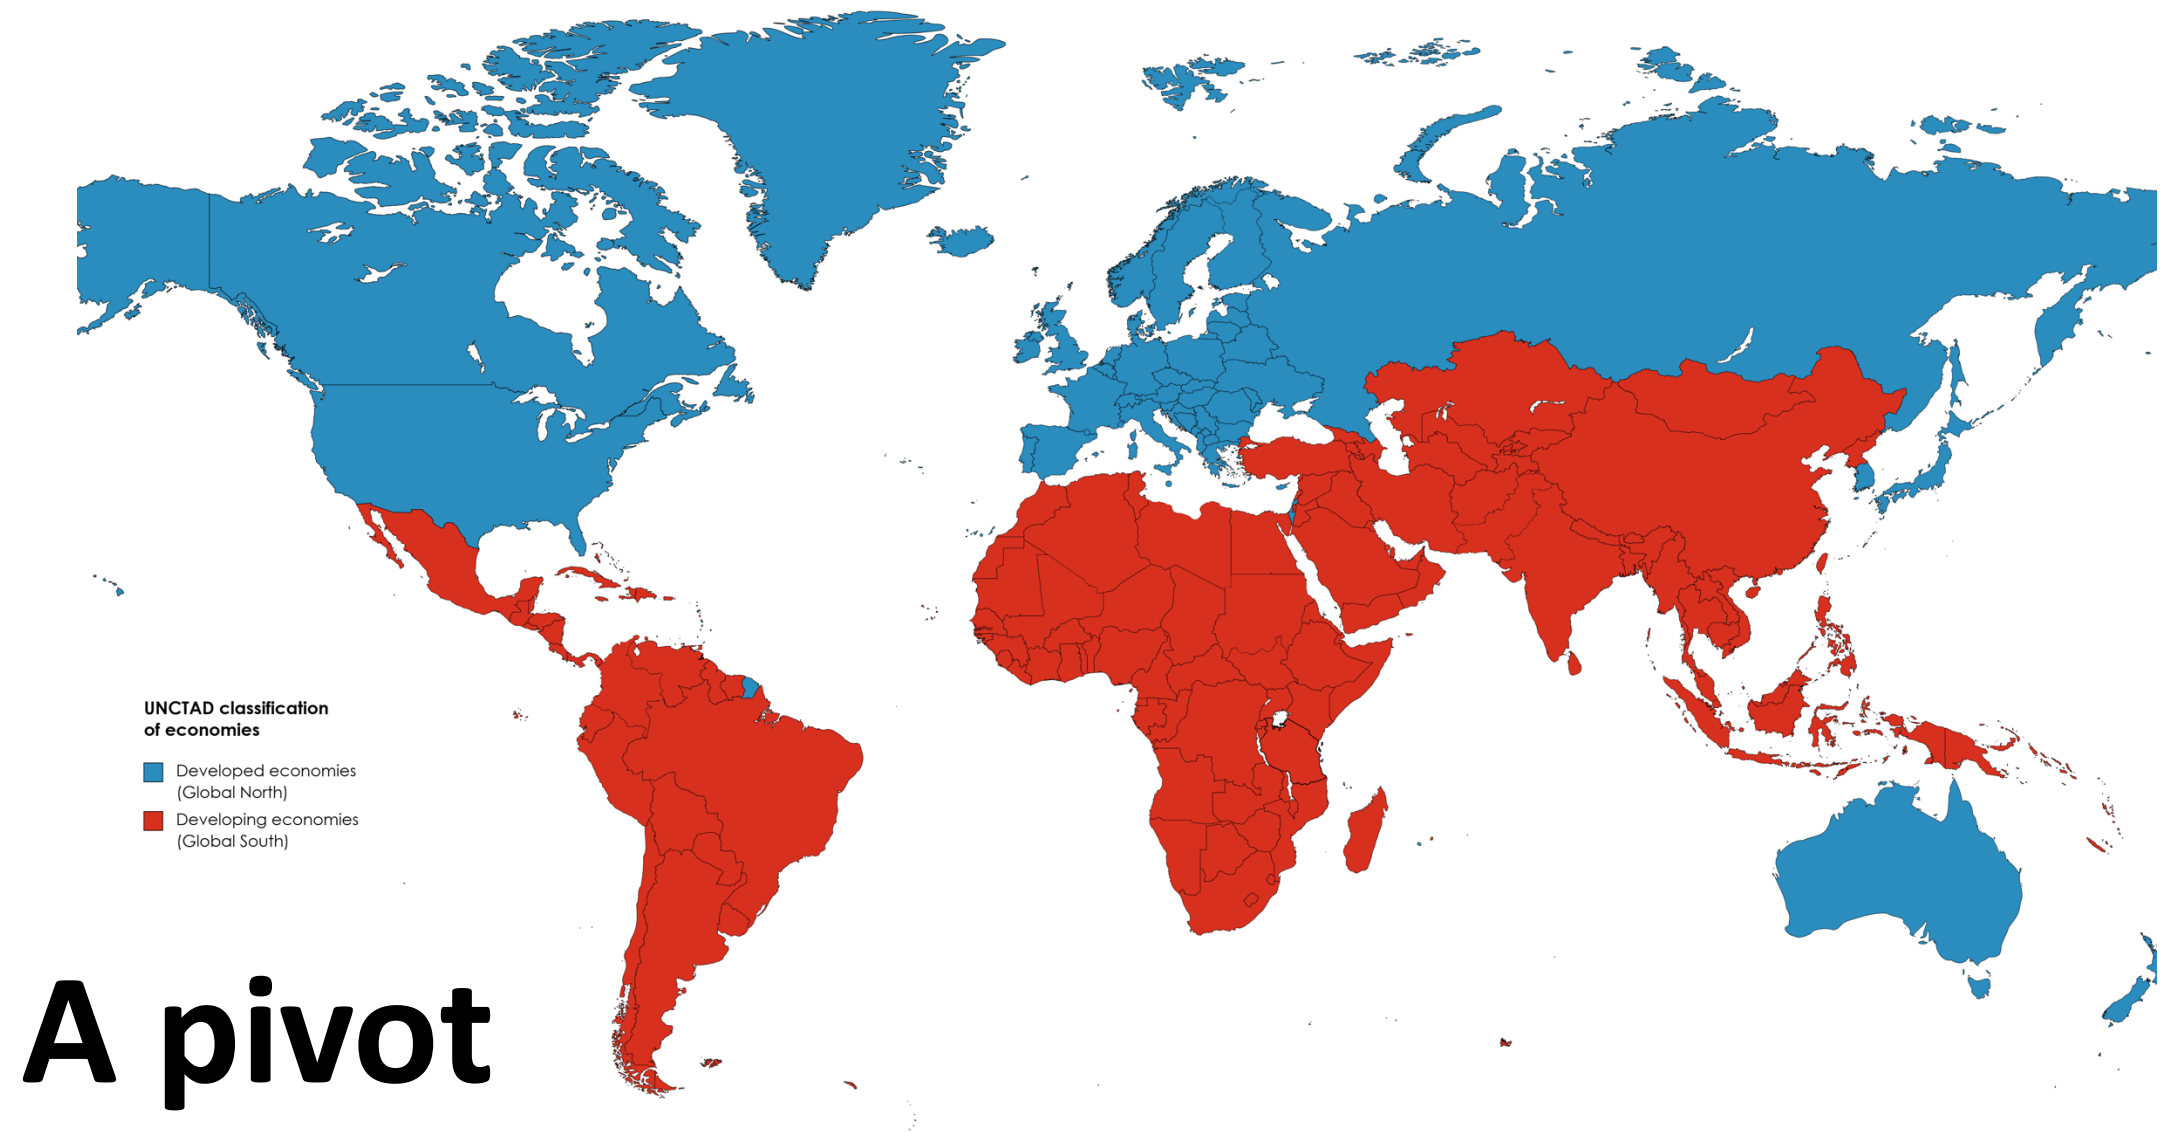 UNCTAD classification
of economies
Developed economies
(Global North)
Developing economies
(Global South)
A pivot